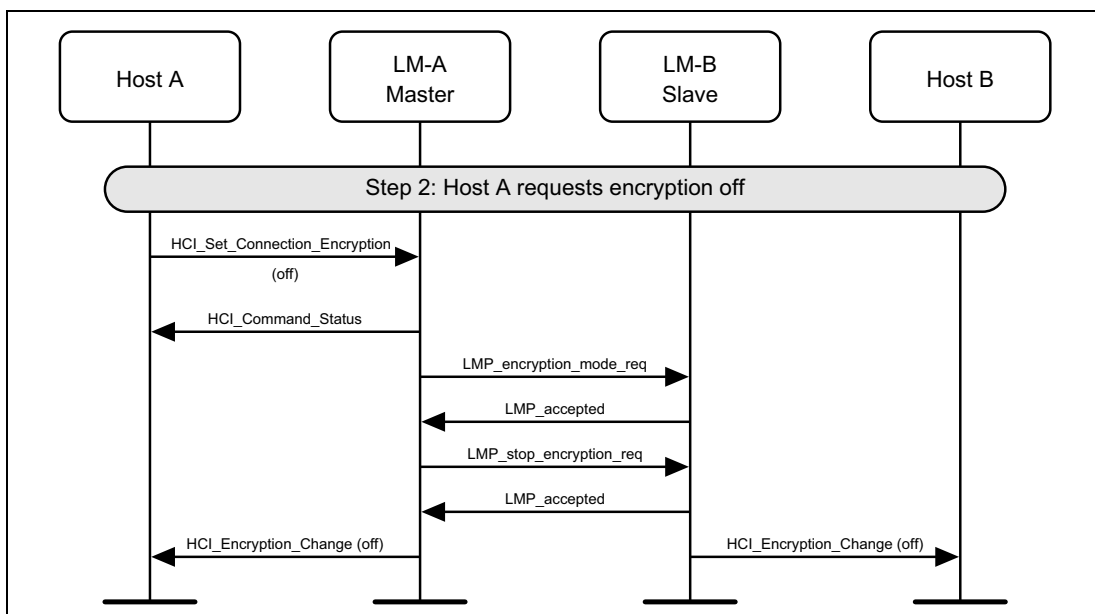 Host A
LM-A
Master
LM-B
Slave
Host B
Step 2: Host A requests encryption off
HCI_Set_Connection_Encryption
(off)
HCI_Command_Status
LMP_encryption_mode_req
LMP_accepted
LMP_stop_encryption_req
LMP_accepted
HCI_Encryption_Change (off)
HCI_Encryption_Change (off)